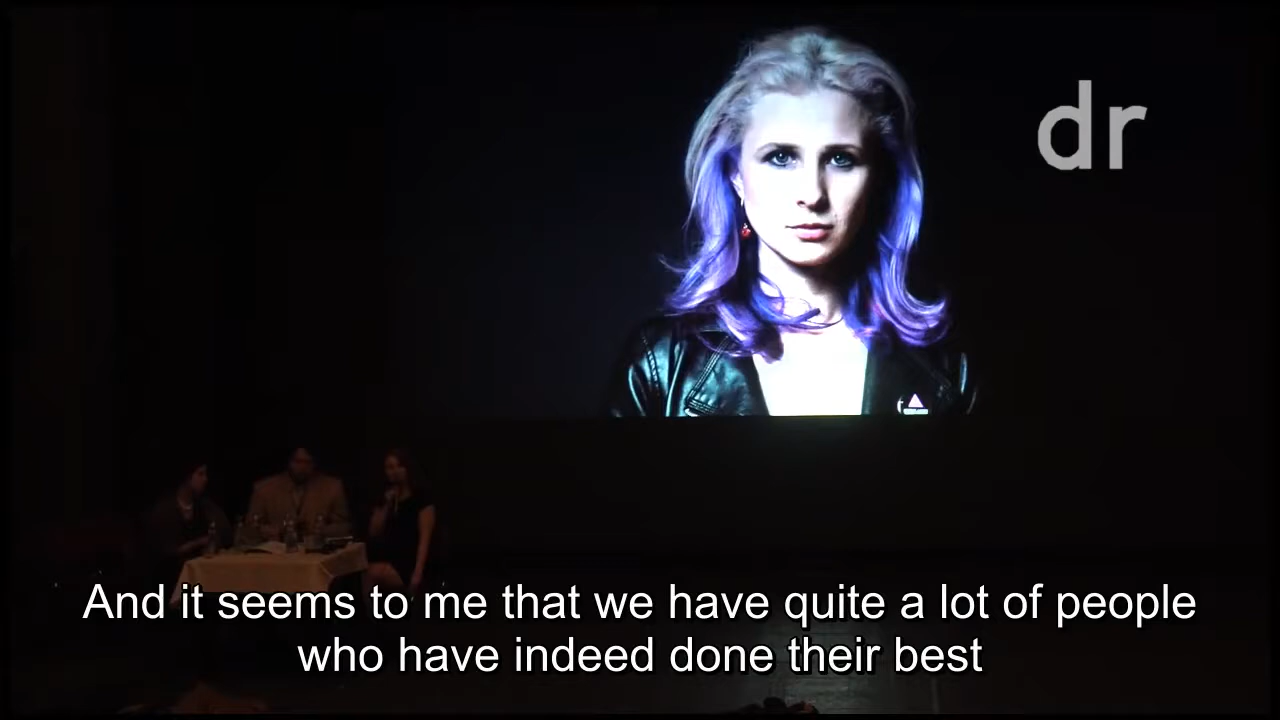 dr
And it seems to me that we have quite a lot of people
who have indeed done their best